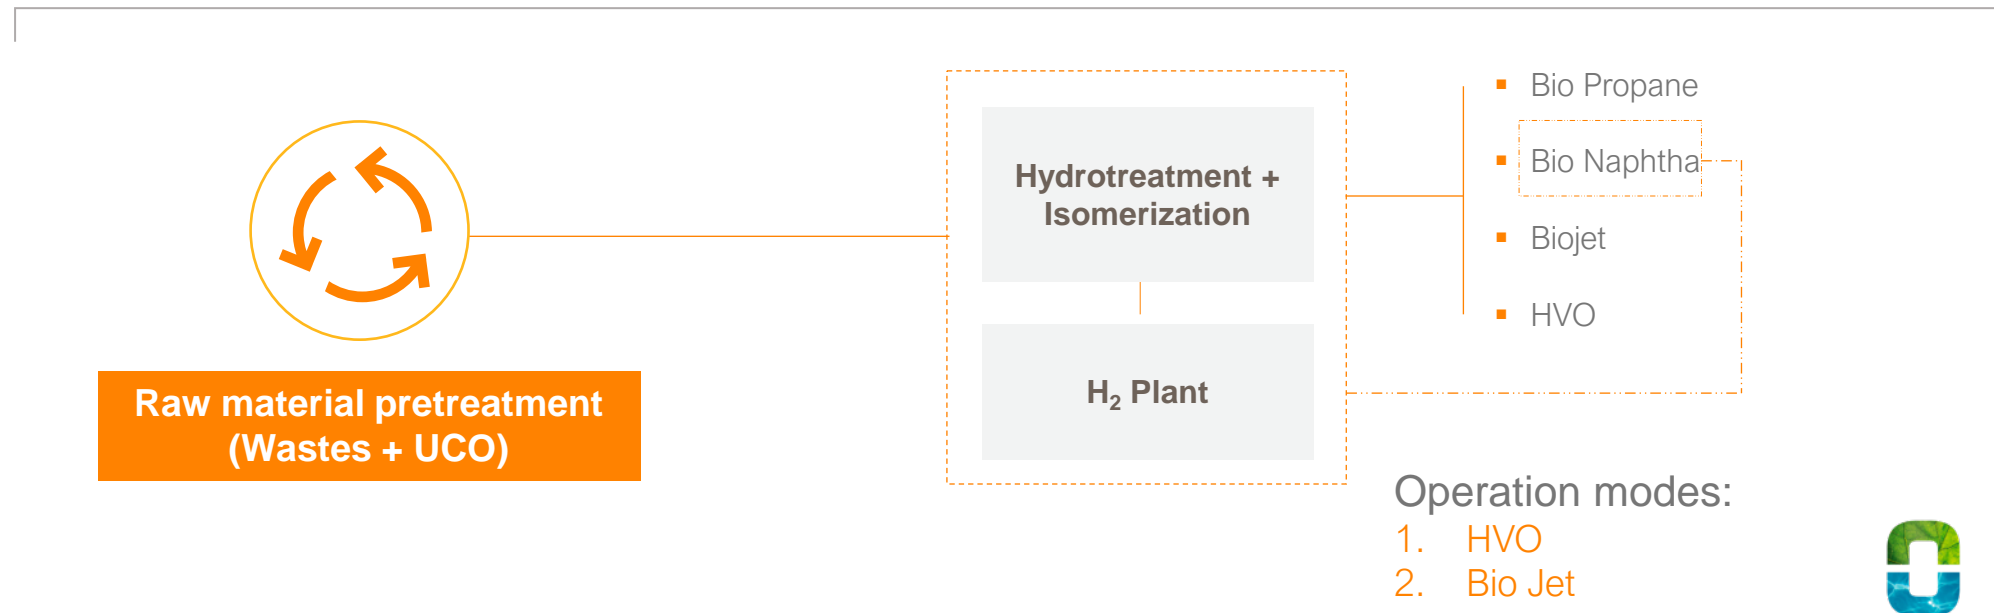 Raw material pretreatment
(Wastes + UCO)
Hydrotreatment +
Isomerization
H₂ Plant
▪ Bio Propane
▪ Bio Naphtha
▪ Biojet
▪ HVO
Operation modes:
1. HVO
2. Bio Jet